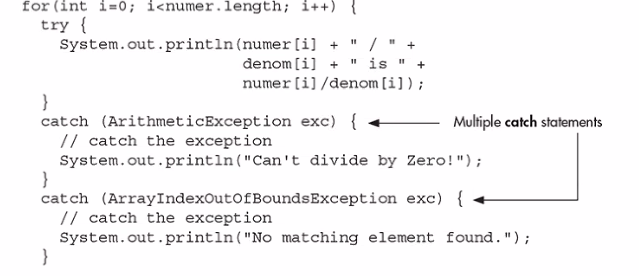 for(int i=0; i<numer.length; i++) {
try {
System.out.println(numer[i] + " / " +
denom[i] + " is " +
numer[i]/denom[i]);
}
catch (ArithmeticException exc) {
Multiple catch statements
// catch the exception
System.out.println("Can't divide by Zero!");
}
catch (ArrayIndexOutOfBoundsException exc) {
// catch the exception
System.out.println("No matching element found.");
}